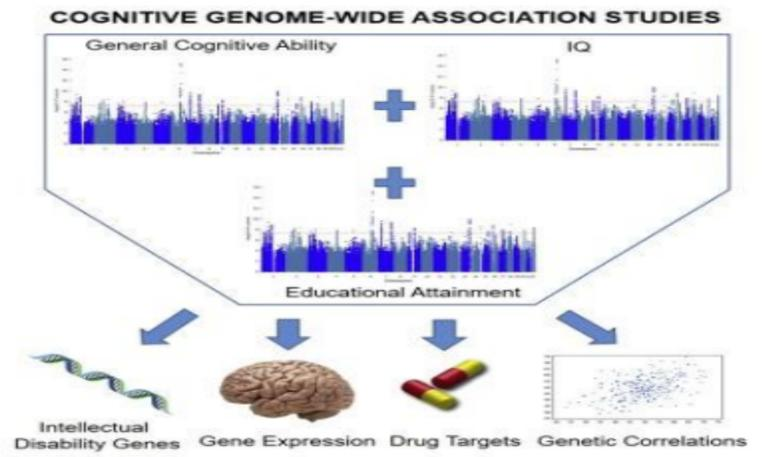 COGNITIVE GENOME-WIDE ASSOCIATION STUDIES
General Cognitive Ability
IQ
Educational Attainment
Intellectual
Disability Genes
Gene Expression
Drug Targets
Genetic Correlations